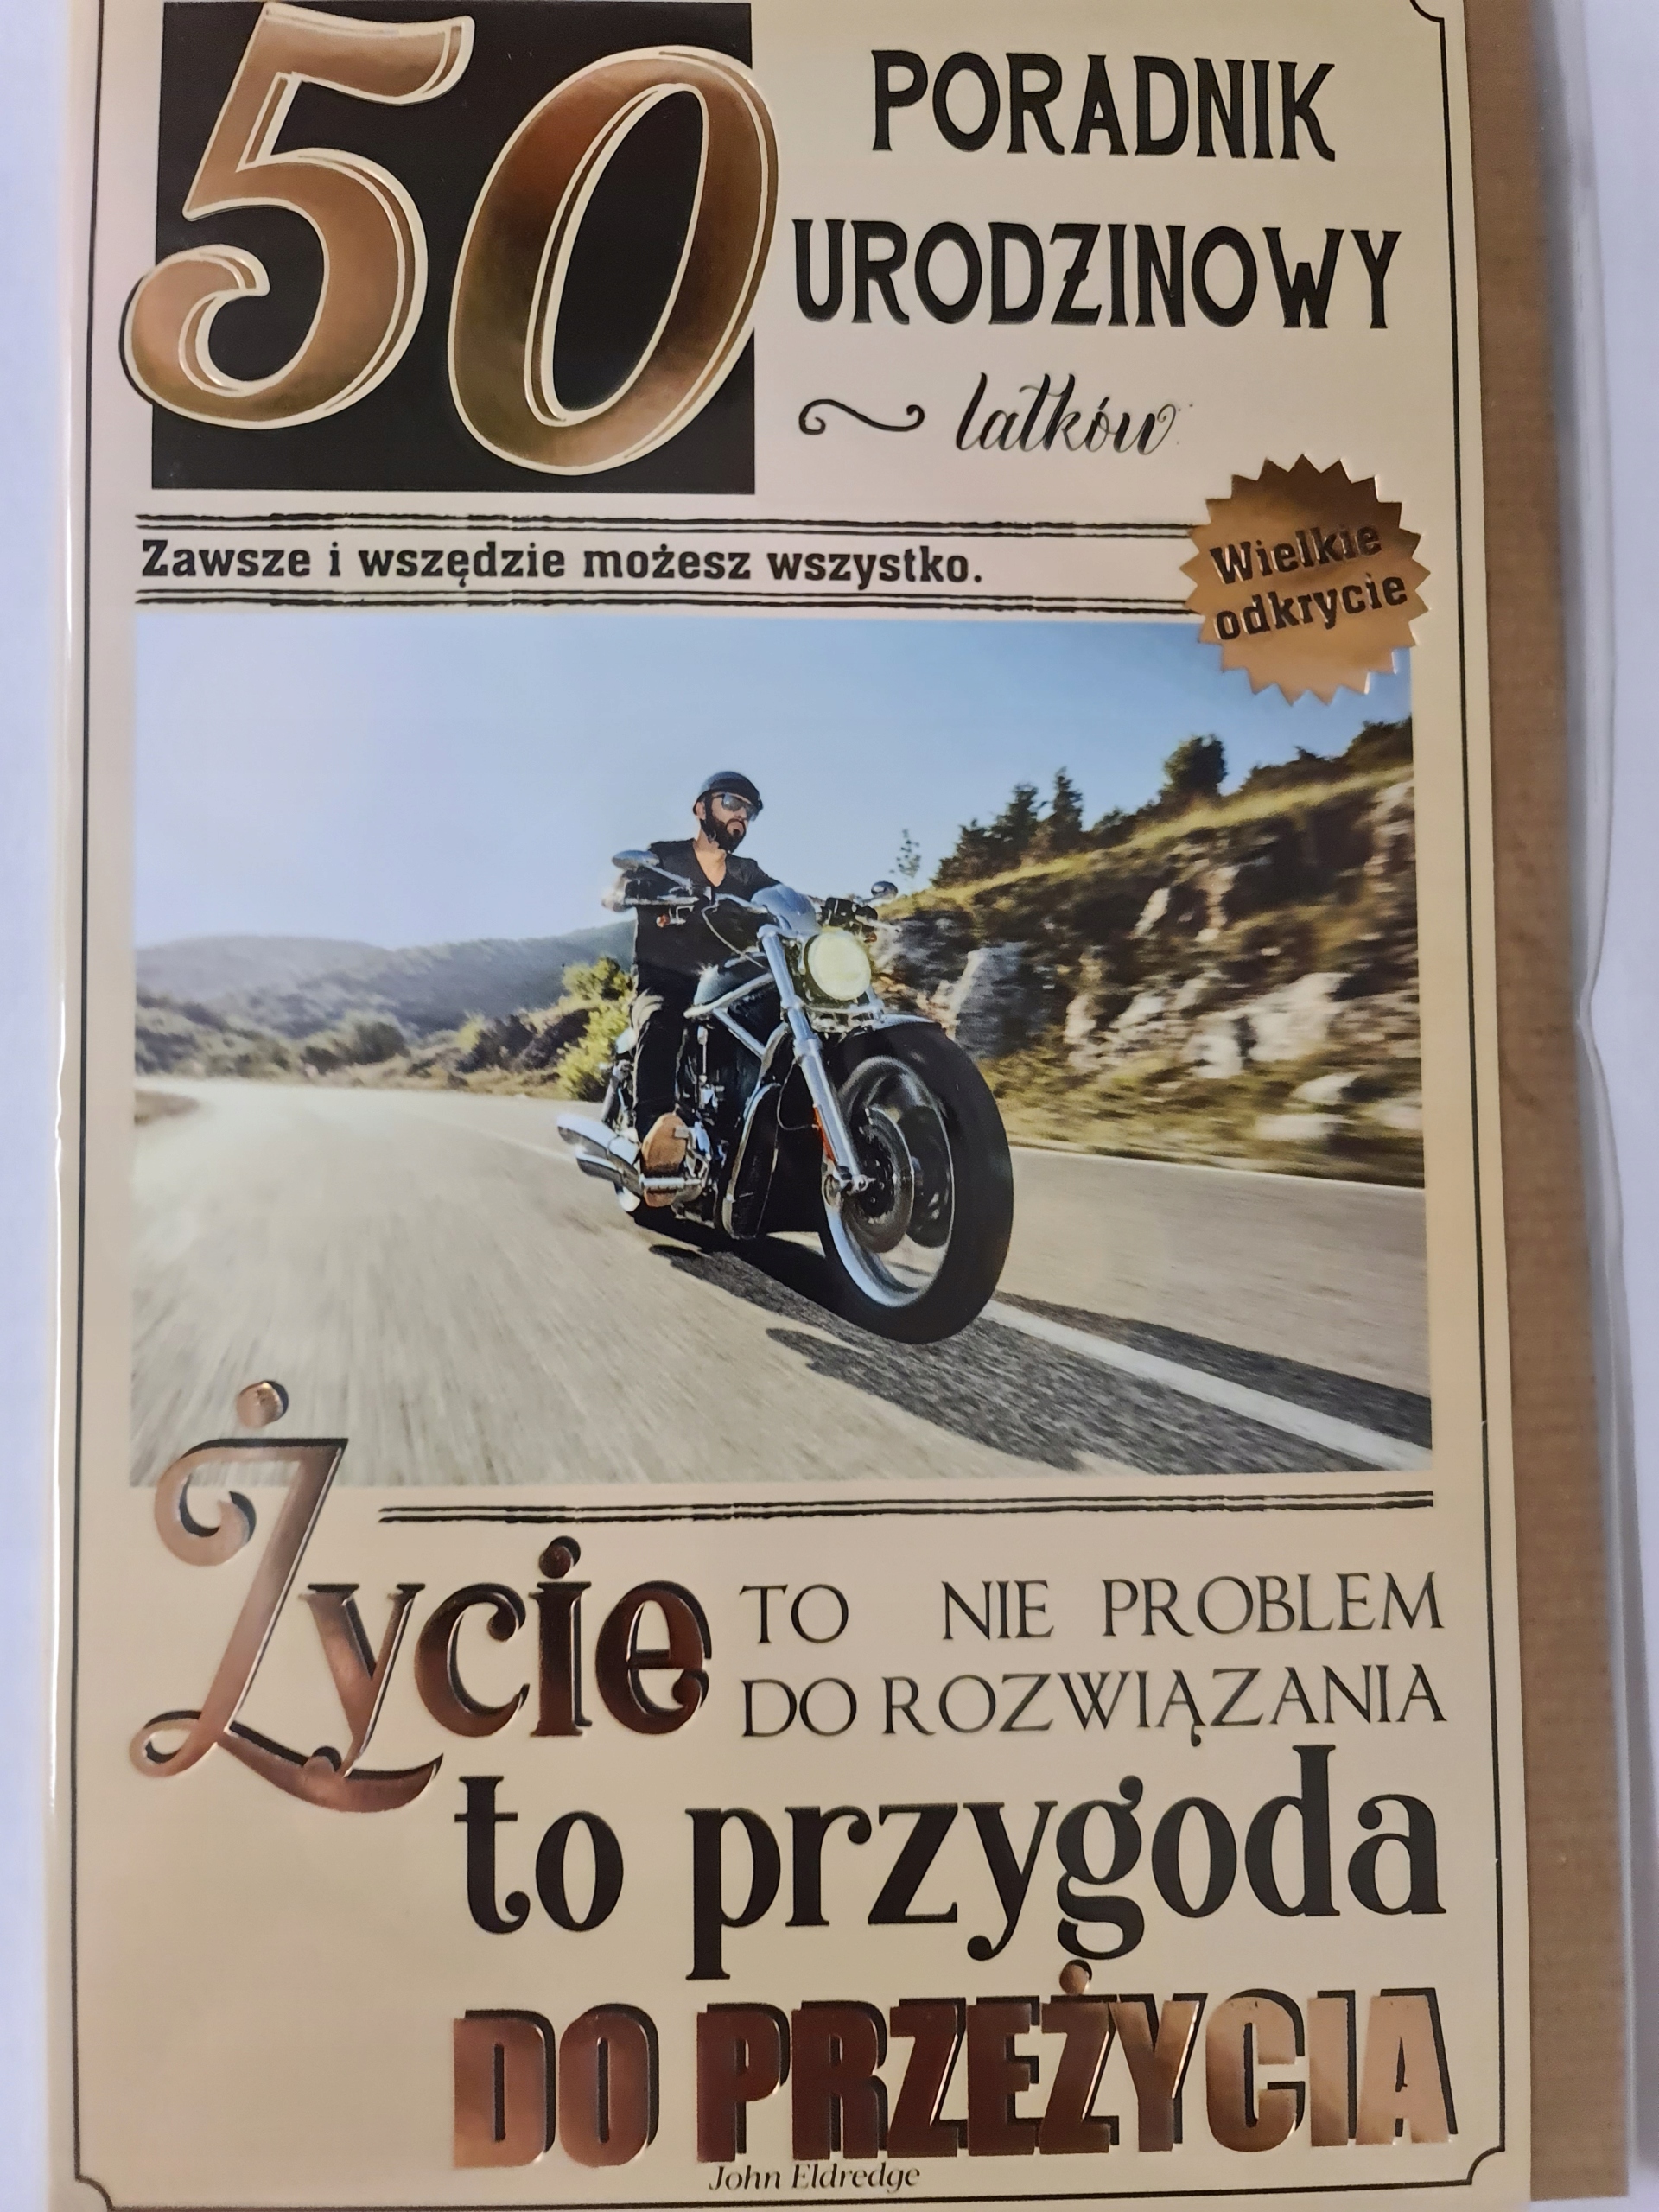 50
PORADNIK
URODZINOWY
~ latków
Zawsze i wszędzie możesz wszystko.
Wielkie
odkrycie
Życie TO NIE PROBLEM
DO ROZWIĄZANIA
to przygoda
DO PRZEŻYCIA
John Eldredge